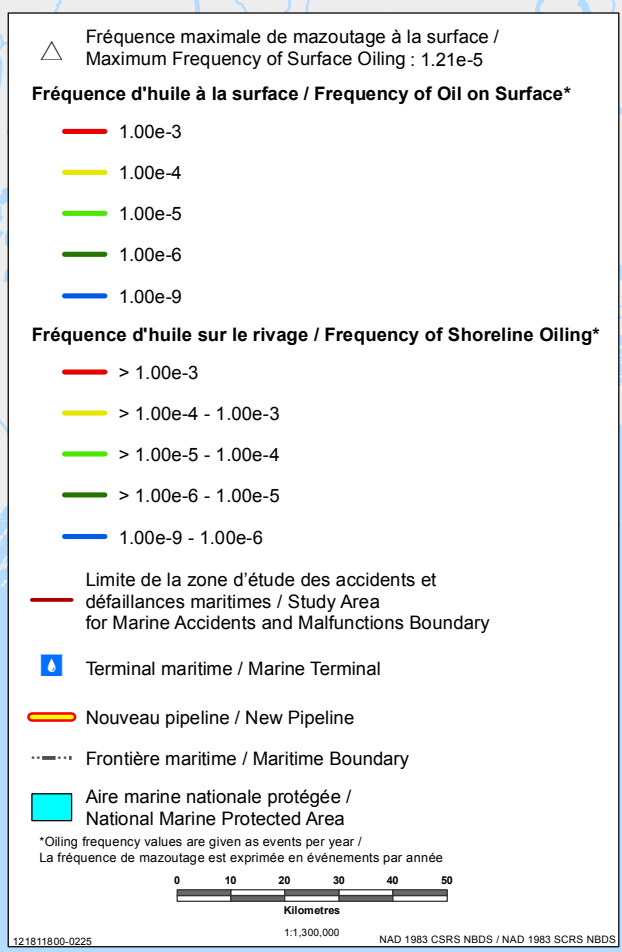 Fréquence maximale de mazoutage à la surface /
Maximum Frequency of Surface Oiling : 1.21e-5
Fréquence d'huile à la surface / Frequency of Oil on Surface*
1.00e-3
1.00e-4
1.00e-5
1.00e-6
1.00e-9
Fréquence d'huile sur le rivage / Frequency of Shoreline Oiling*
> 1.00e-3
> 1.00e-4 - 1.00e-3
> 1.00e-5 - 1.00e-4
> 1.00e-6 - 1.00e-5
1.00e-9 - 1.00e-6
Limite de la zone d’étude des accidents et
défaillances maritimes / Study Area
for Marine Accidents and Malfunctions Boundary
Terminal maritime / Marine Terminal
Nouveau pipeline / New Pipeline
Frontière maritime / Maritime Boundary
Aire marine nationale protégée /
National Marine Protected Area
*Oiling frequency values are given as events per year /
La fréquence de mazoutage est exprimée en événements par année
0 10 20 30 40 50
Kilometres
1:1,300,000
121811800-0225 NAD 1983 CSRS NBDS / NAD 1983 SCRS NBDS